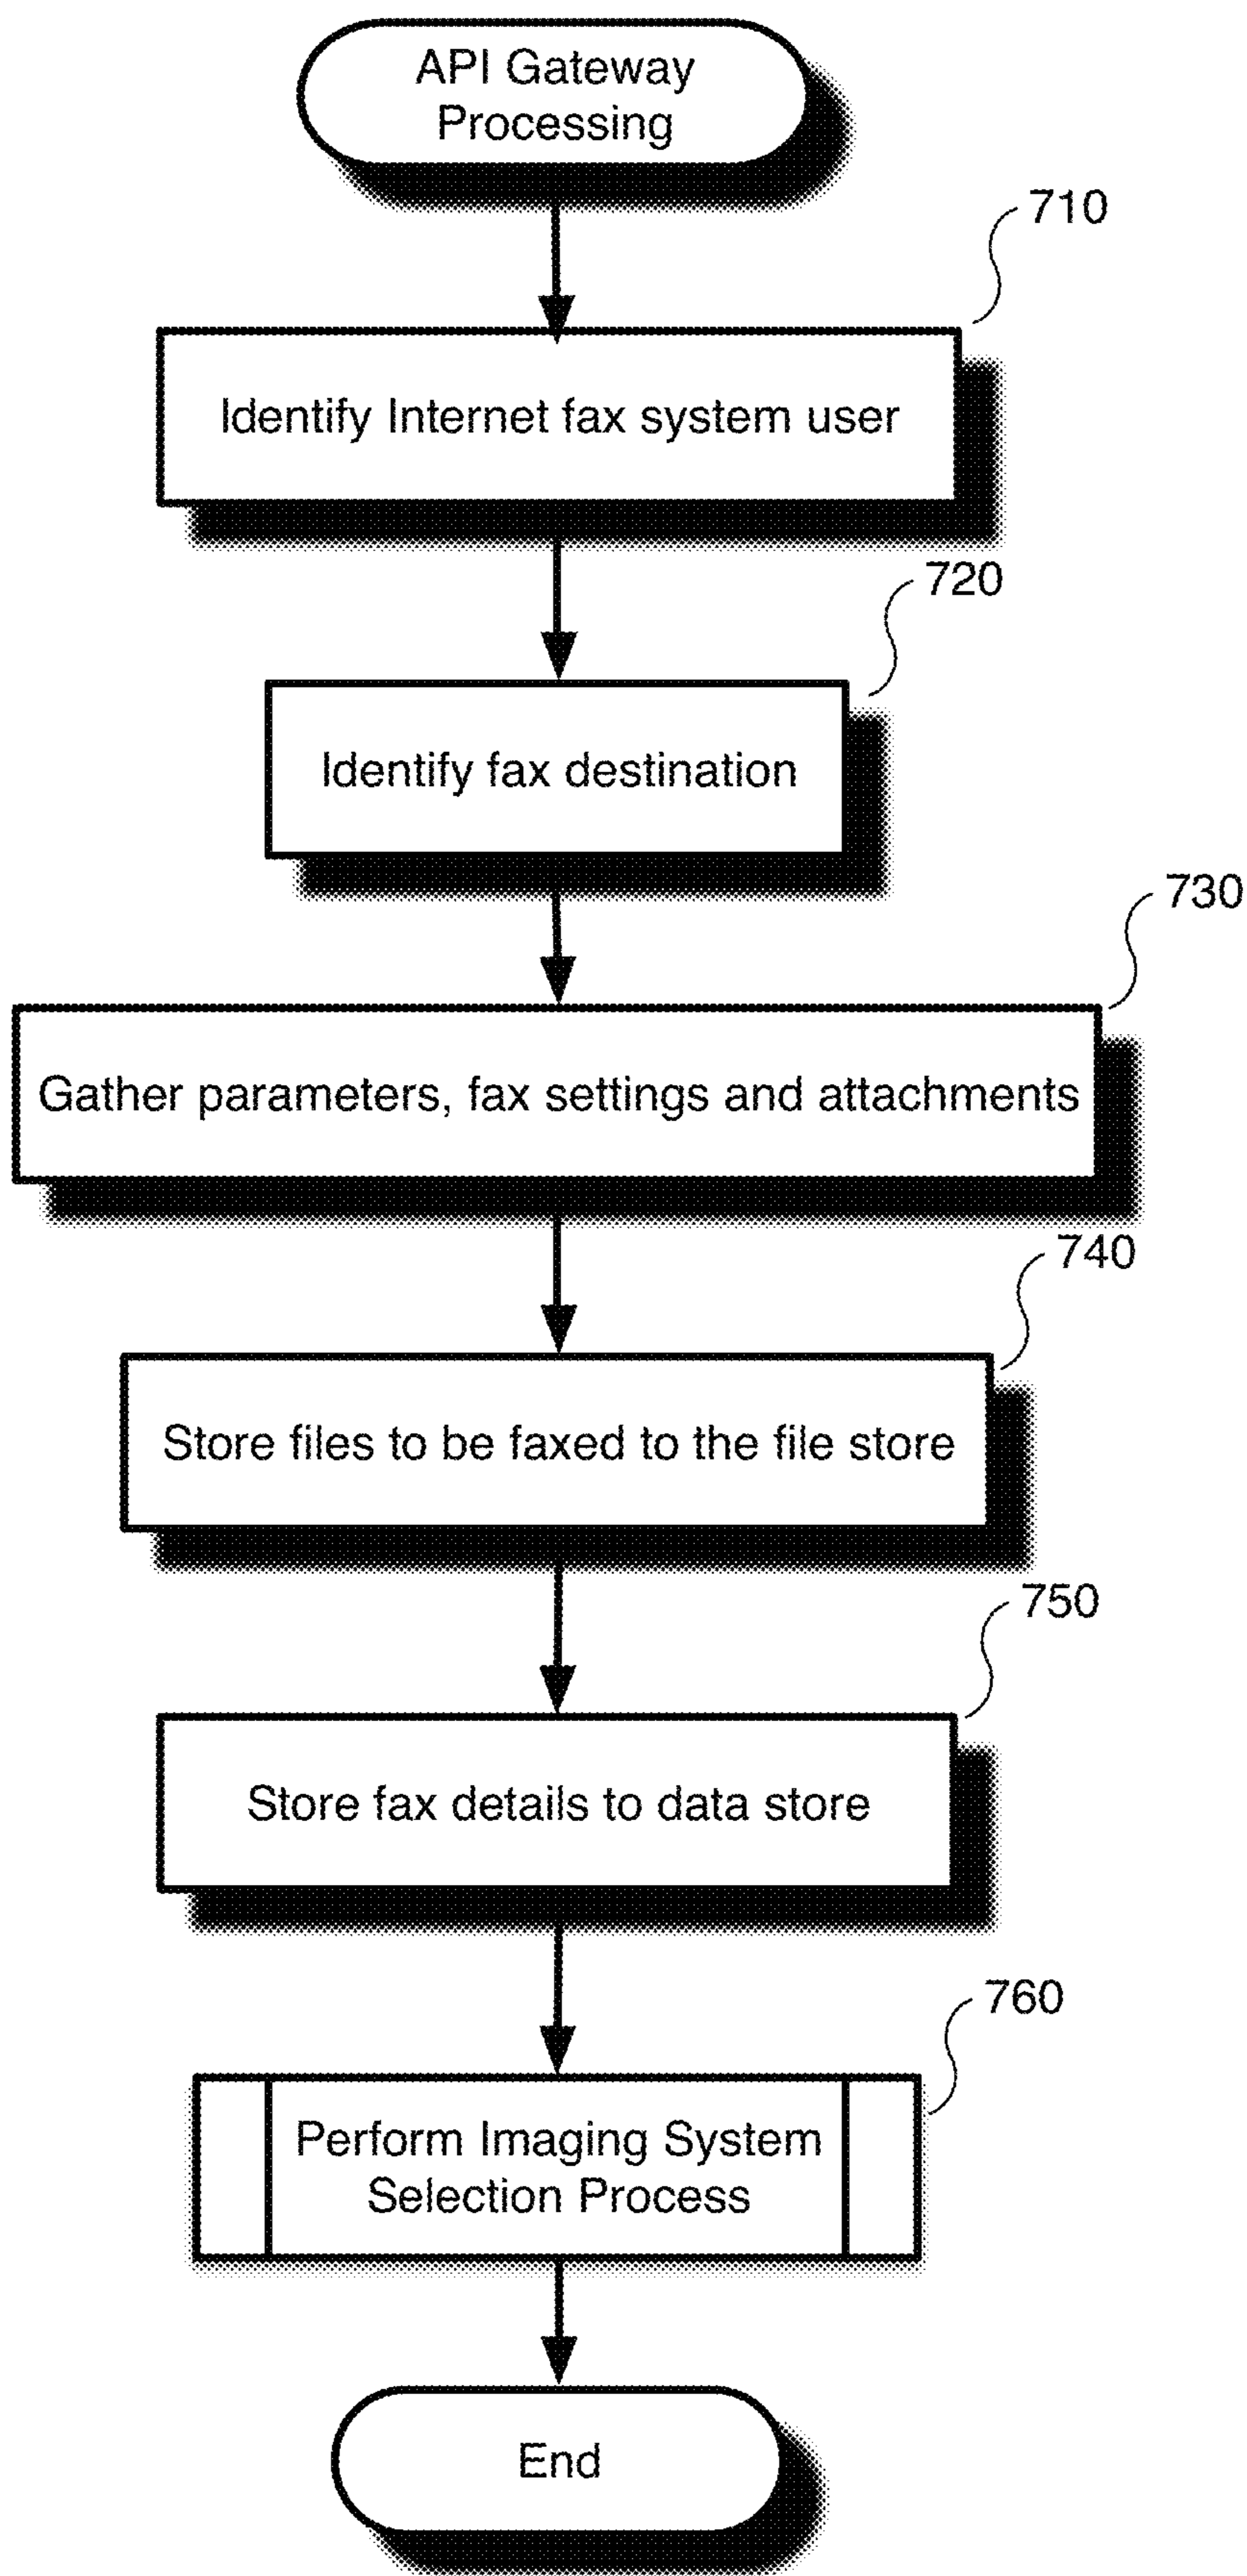 API Gateway
Processing
710
Identify Internet fax system user
720
Identify fax destination
730
Gather parameters, fax settings and attachments
740
Store files to be faxed to the file store
750
Store fax details to data store
760
Perform Imaging System
Selection Process
End